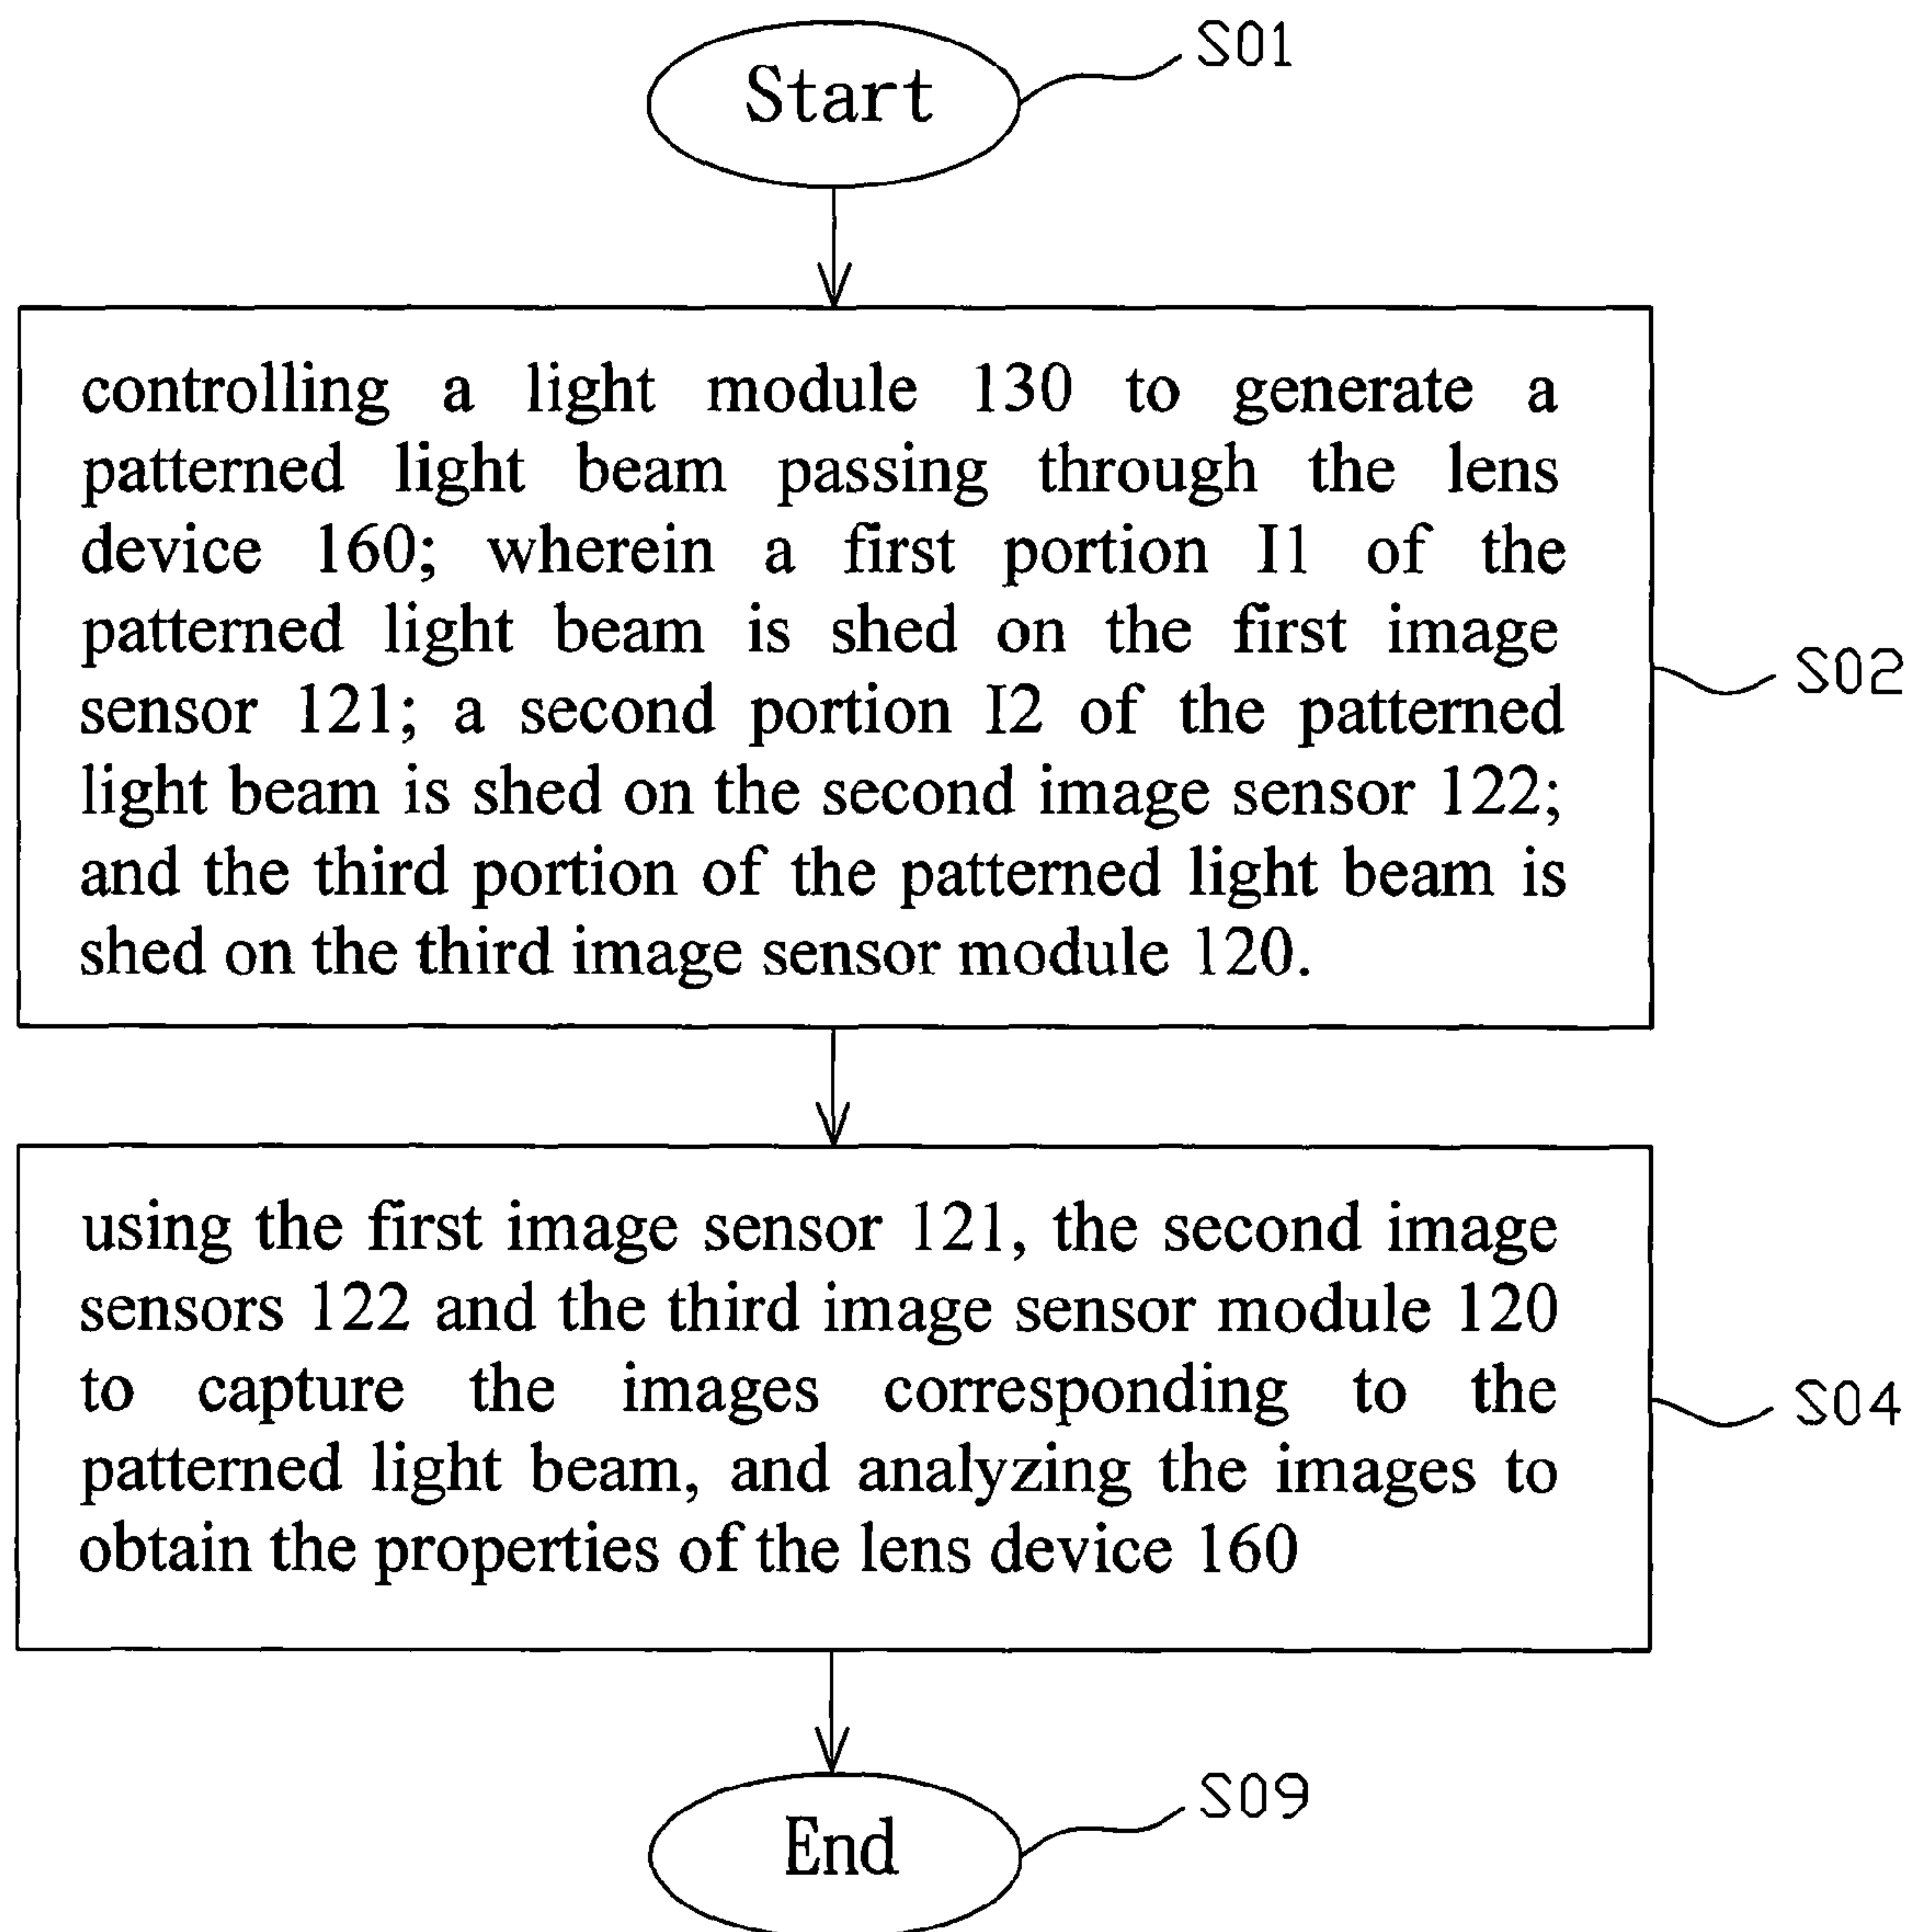 Start
S01
controlling a light module 130 to generate a
patterned light beam passing through the lens
device 160; wherein a first portion I1 of the
patterned light beam is shed on the first image
sensor 121; a second portion I2 of the patterned
light beam is shed on the second image sensor 122;
and the third portion of the patterned light beam is
shed on the third image sensor module 120.
S02
using the first image sensor 121, the second image
sensors 122 and the third image sensor module 120
to capture the images corresponding to the
patterned light beam, and analyzing the images to
obtain the properties of the lens device 160
S04
End
S09